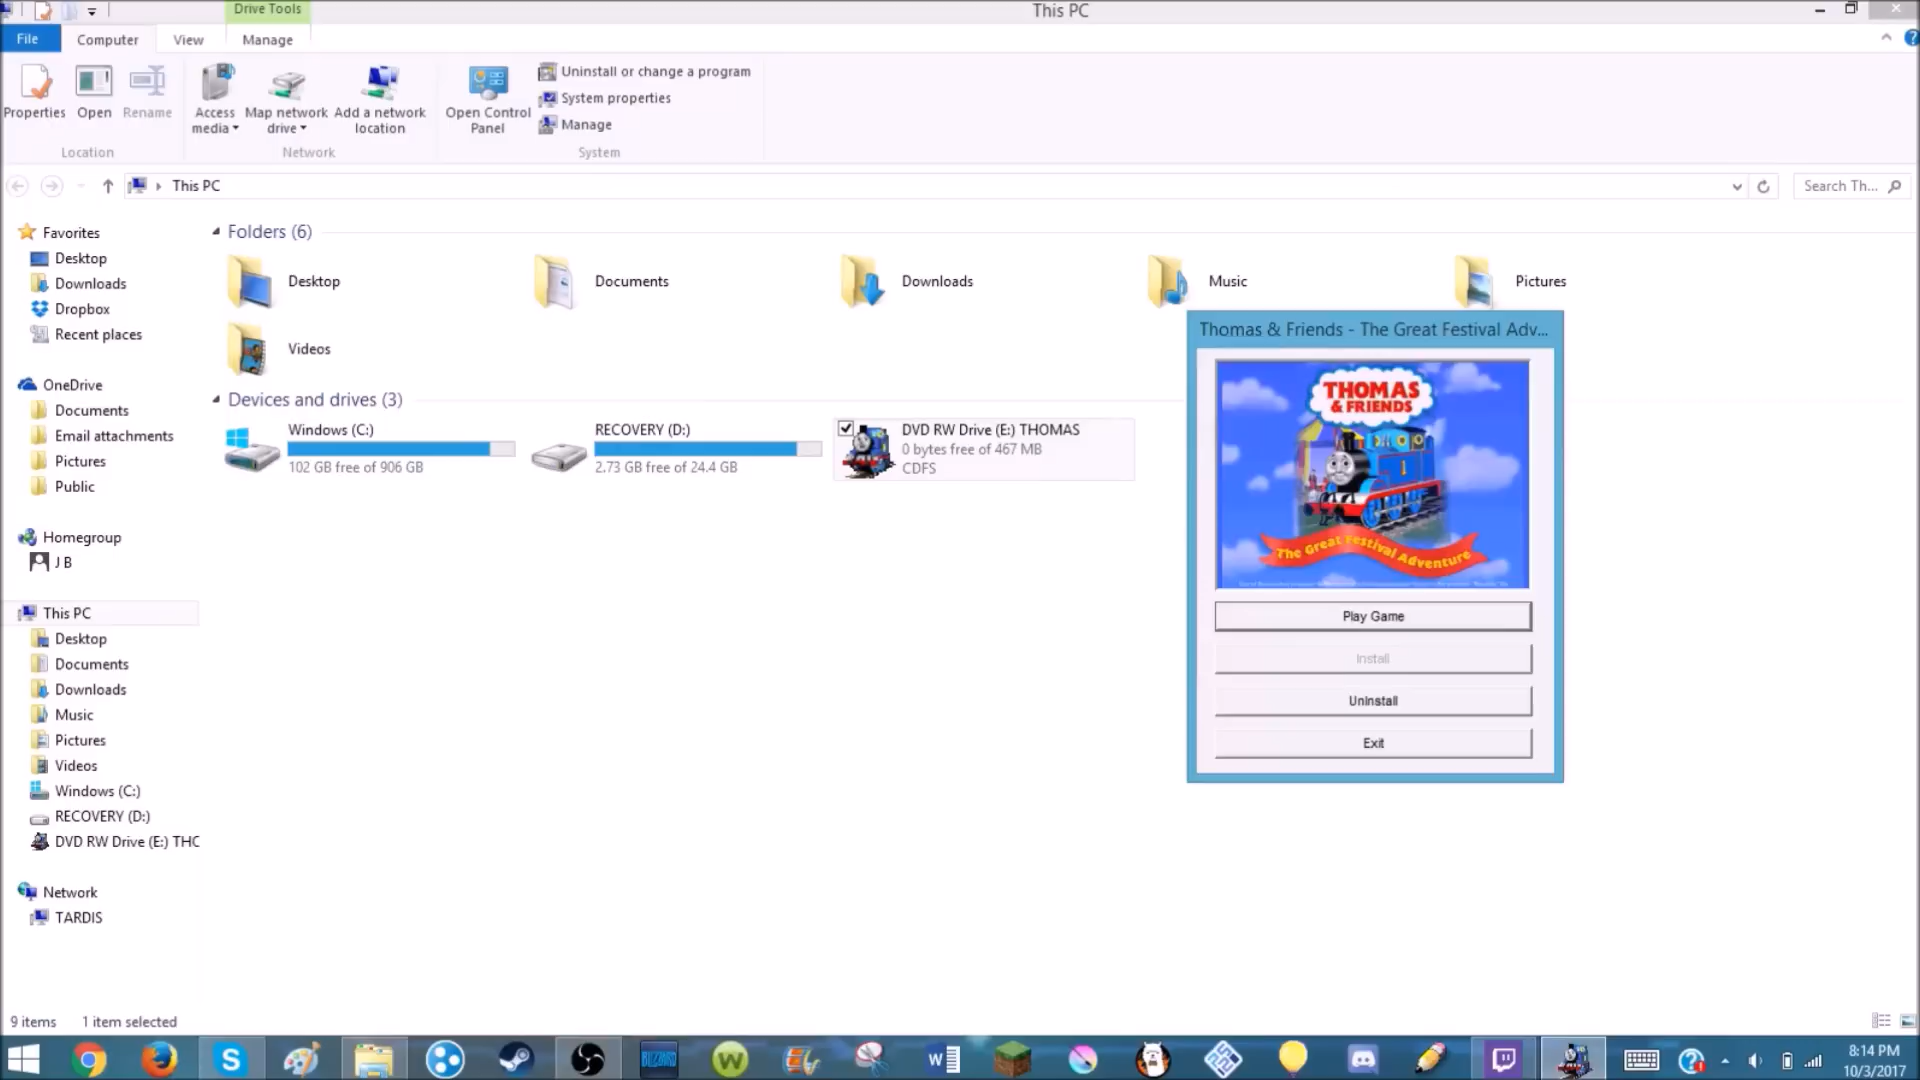 Drive Tools
This PC
File
Computer
View
Manage
Properties
Open
Rename
Access media
Map network drive
Add a network location
Open Control Panel
Uninstall or change a program
System properties
Manage
Location
Network
System
This PC
Search Th...
Favorites
Desktop
Downloads
Dropbox
Recent places
OneDrive
Documents
Email attachments
Pictures
Public
Homegroup
J B
This PC
Desktop
Documents
Downloads
Music
Pictures
Videos
Windows (C:)
RECOVERY (D:)
DVD RW Drive (E:) THC
Network
TARDIS
Folders (6)
Desktop
Documents
Downloads
Music
Pictures
Videos
Devices and drives (3)
Windows (C:)
102 GB free of 906 GB
RECOVERY (D:)
2.73 GB free of 24.4 GB
DVD RW Drive (E:) THOMAS
0 bytes free of 467 MB
CDFS
Thomas & Friends - The Great Festival Adv...
THOMAS
& FRIENDS
1
The Great Festival Adventure
Play Game
Install
Uninstall
Exit
9 items
1 item selected
BLIZZARD
8:14 PM
10/3/2017